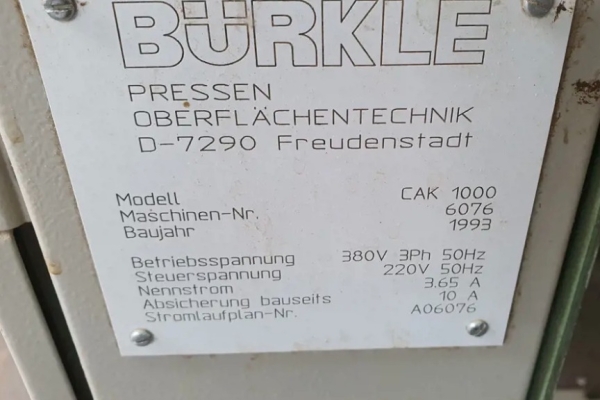 BÜRKLE
PRESSEN
OBERFLÄCHENTECHNIK
D-7290 Freudenstadt
Modell CAK 1000
Maschinen-Nr. 6076
Baujahr 1993
Betriebsspannung 380V 3Ph 50Hz
Steuerspannung 220V 50Hz
Nennstrom 3.65 A
Absicherung bauseits 10 A
Stromlaufplan-Nr. A06076